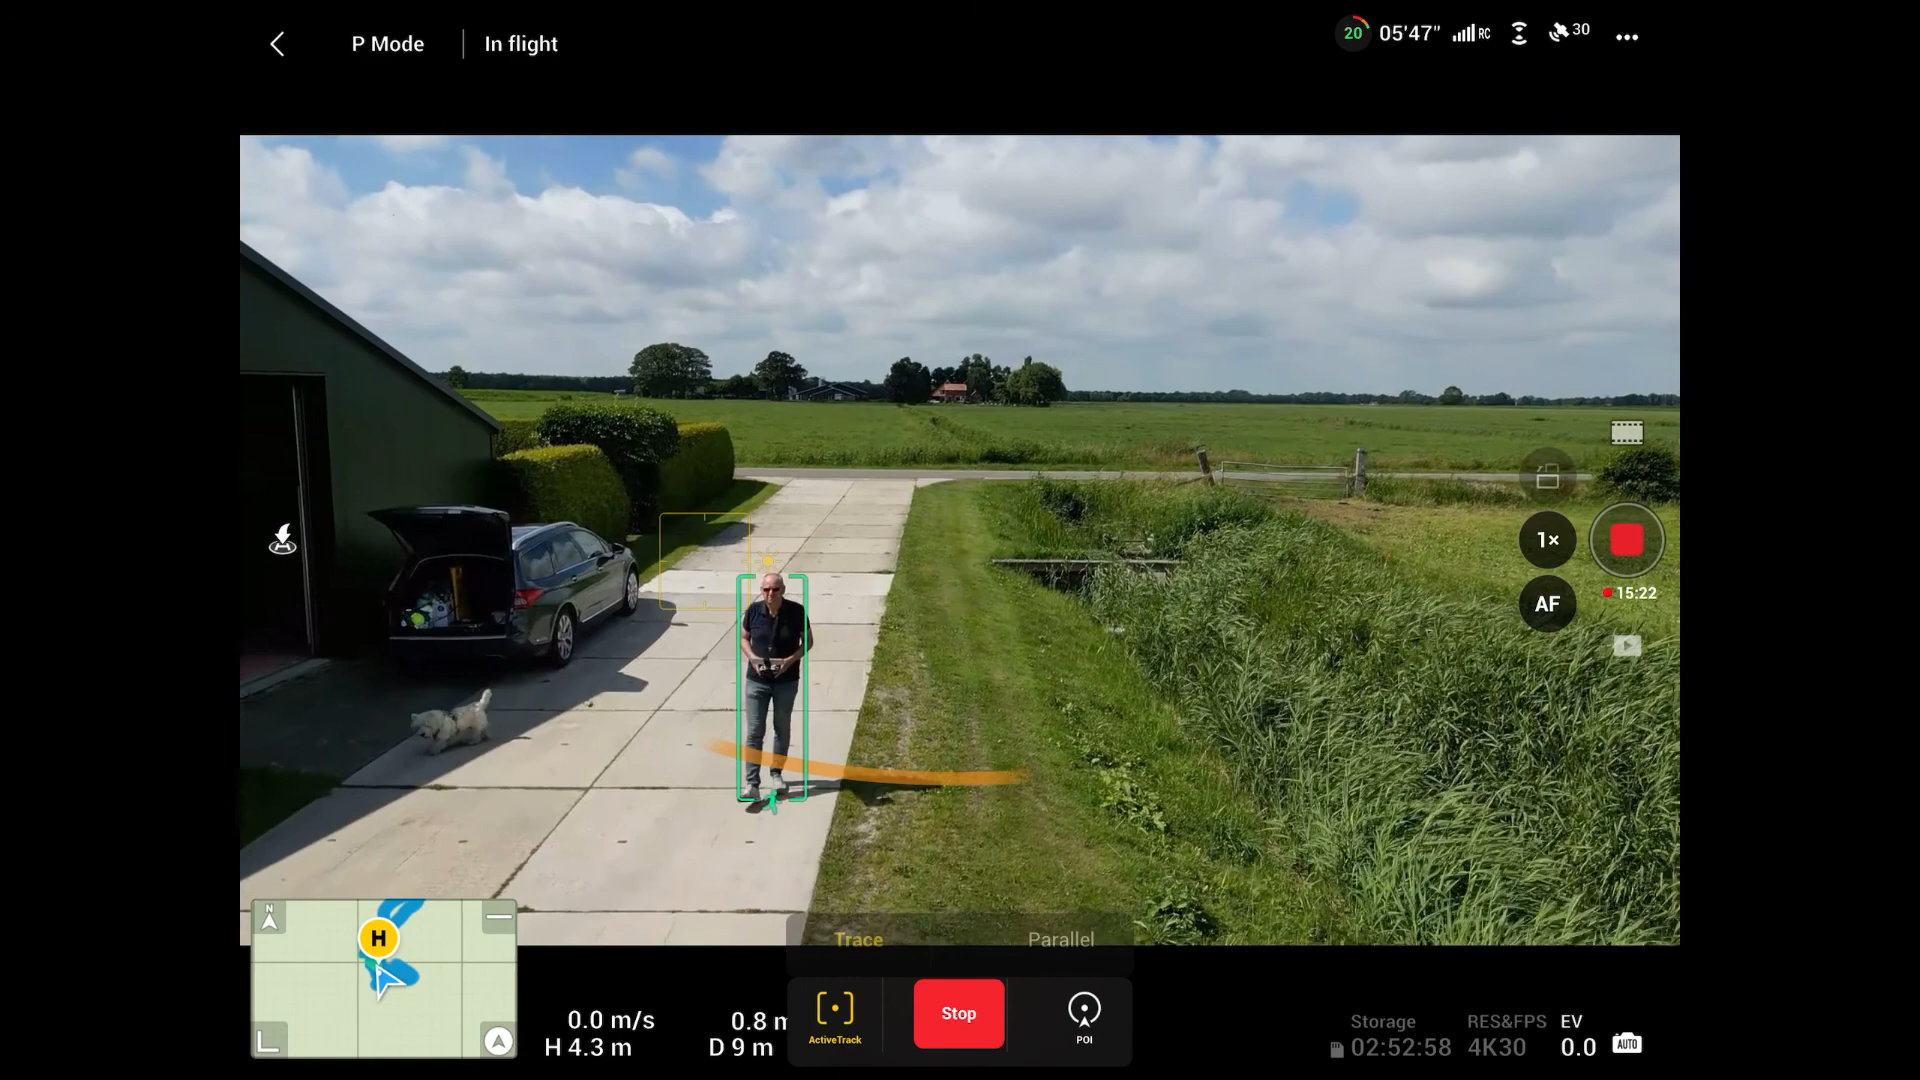 P Mode | In flight
20 05'47" RC 30
1×
AF
15:22
N
H
Trace Parallel
0.0 m/s 0.8 m
H 4.3 m D 9 m
ActiveTrack
Stop
POI
Storage RES&FPS EV
02:52:58 4K30 0.0 AUTO